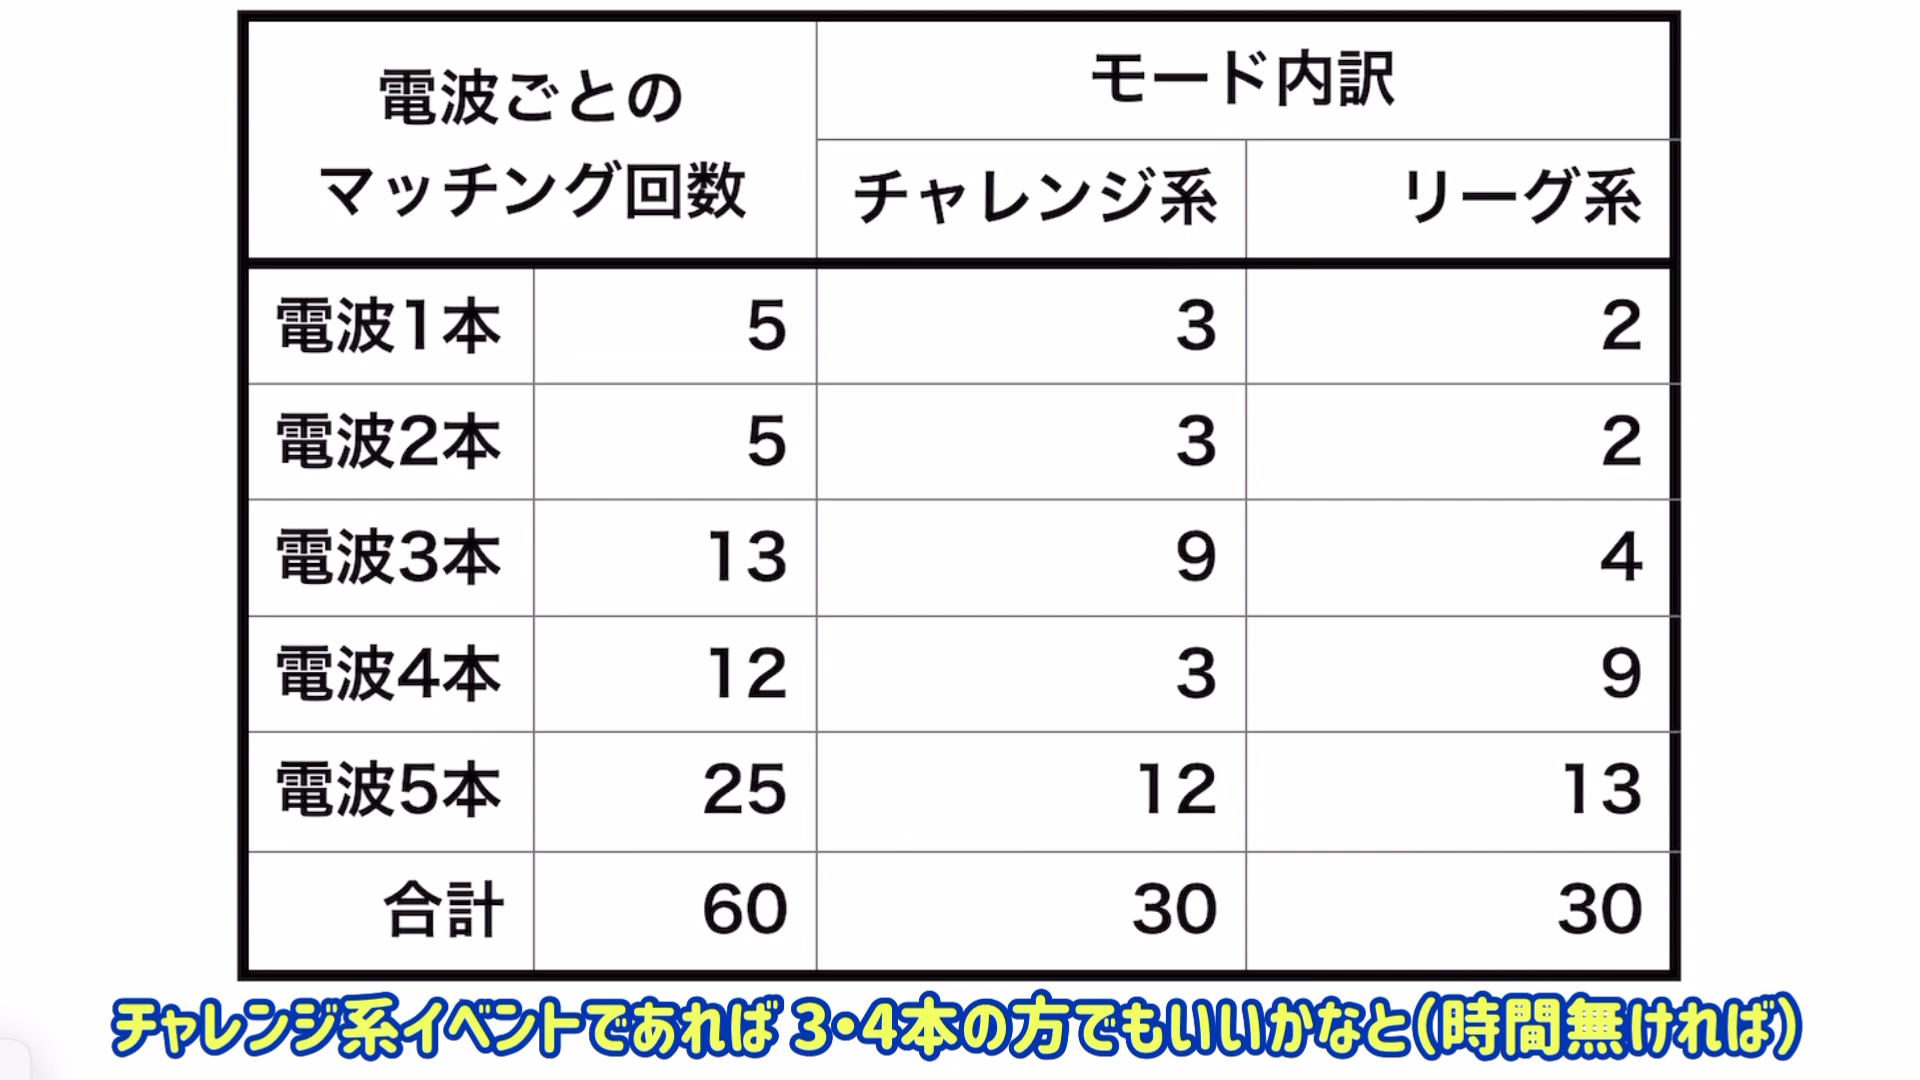 電波ごとの
マッチング回数
モード内訳
チャレンジ系 リーグ系
電波1本 5 3 2
電波2本 5 3 2
電波3本 13 9 4
電波4本 12 3 9
電波5本 25 12 13
合計 60 30 30
チャレンジ系イベントであれば 3・4本の方でもいいかなと(時間無ければ)